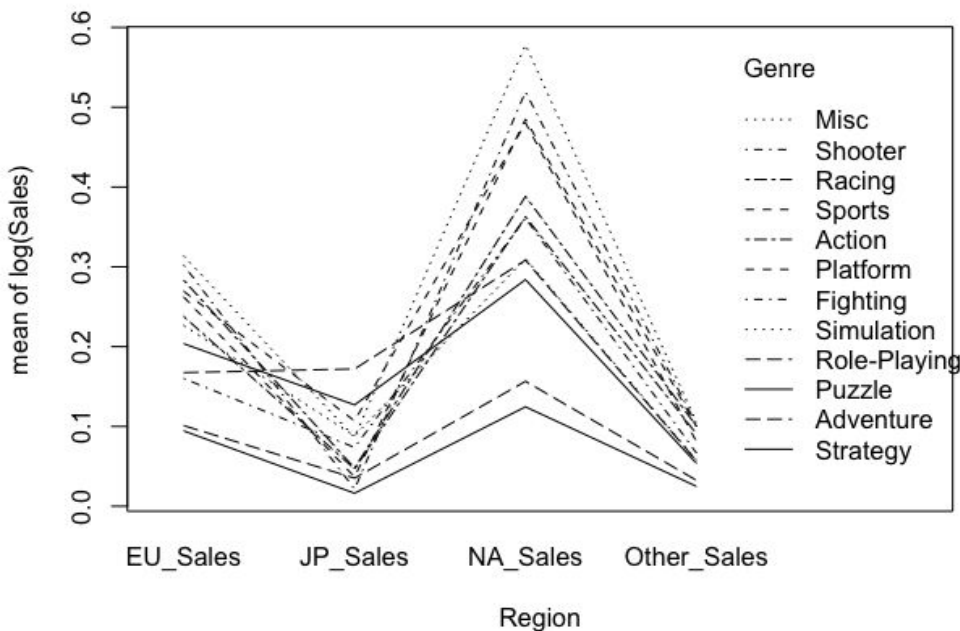 0.6
0.5
0.4
0.3
0.2
0.1
0.0
mean of log(Sales)
Genre
Misc
Shooter
Racing
Sports
Action
Platform
Fighting
Simulation
Role-Playing
Puzzle
Adventure
Strategy
EU_Sales JP_Sales NA_Sales Other_Sales
Region